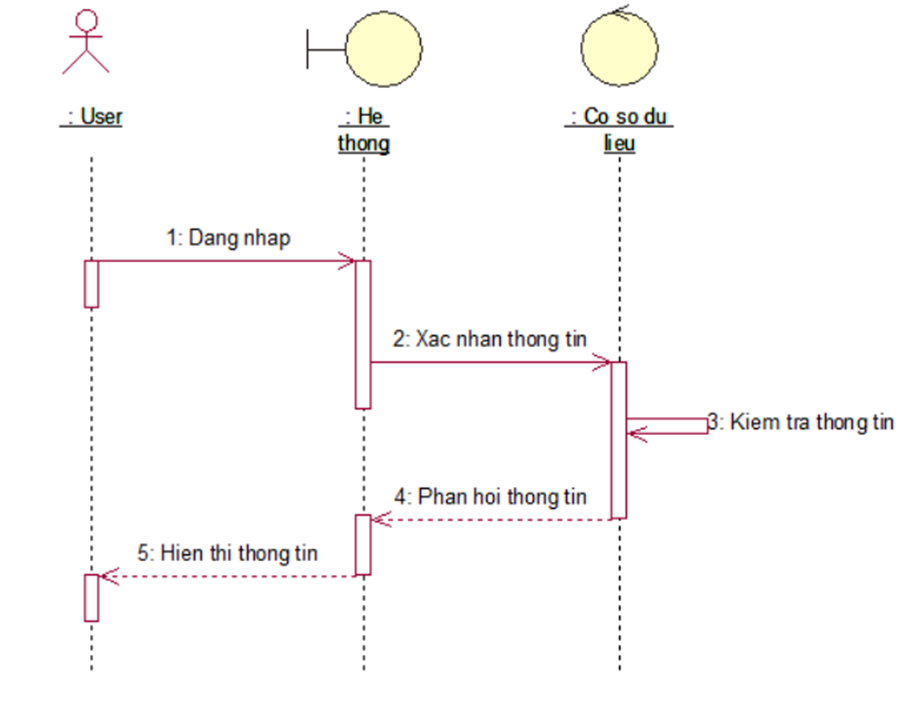 : User
: He
thong
: Co so du
lieu
1: Dang nhap
2: Xac nhan thong tin
3: Kiem tra thong tin
4: Phan hoi thong tin
5: Hien thi thong tin